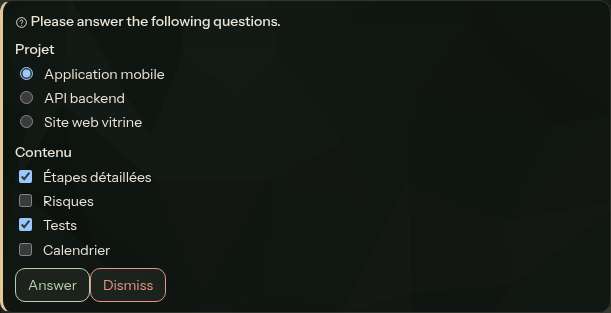 Please answer the following questions.
Projet
Application mobile
API backend
Site web vitrine
Contenu
Étapes détaillées
Risques
Tests
Calendrier
Answer Dismiss